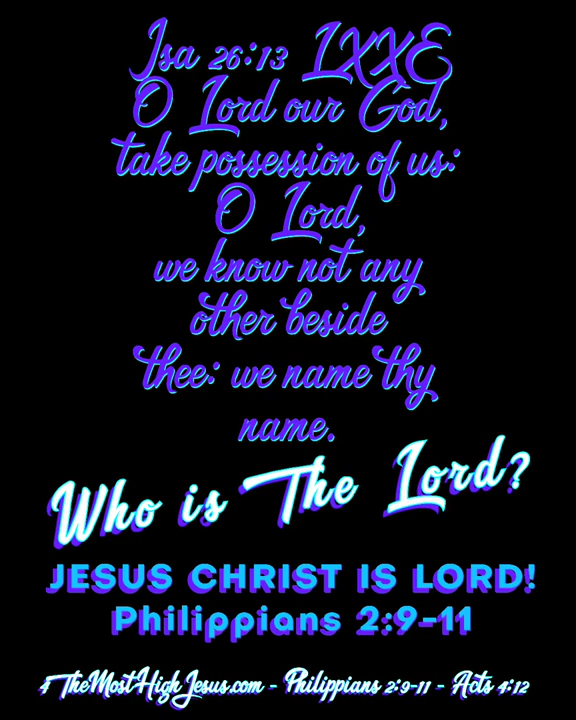 Isa 26:13 LXXE
O Lord our God,
take possession of us:
O Lord,
we know not any
other beside
thee: we name thy
name.
Who is The Lord?
JESUS CHRIST IS LORD!
Philippians 2:9-11
4TheMostHighJesus.com - Philippians 2:9-11 - Acts 4:12